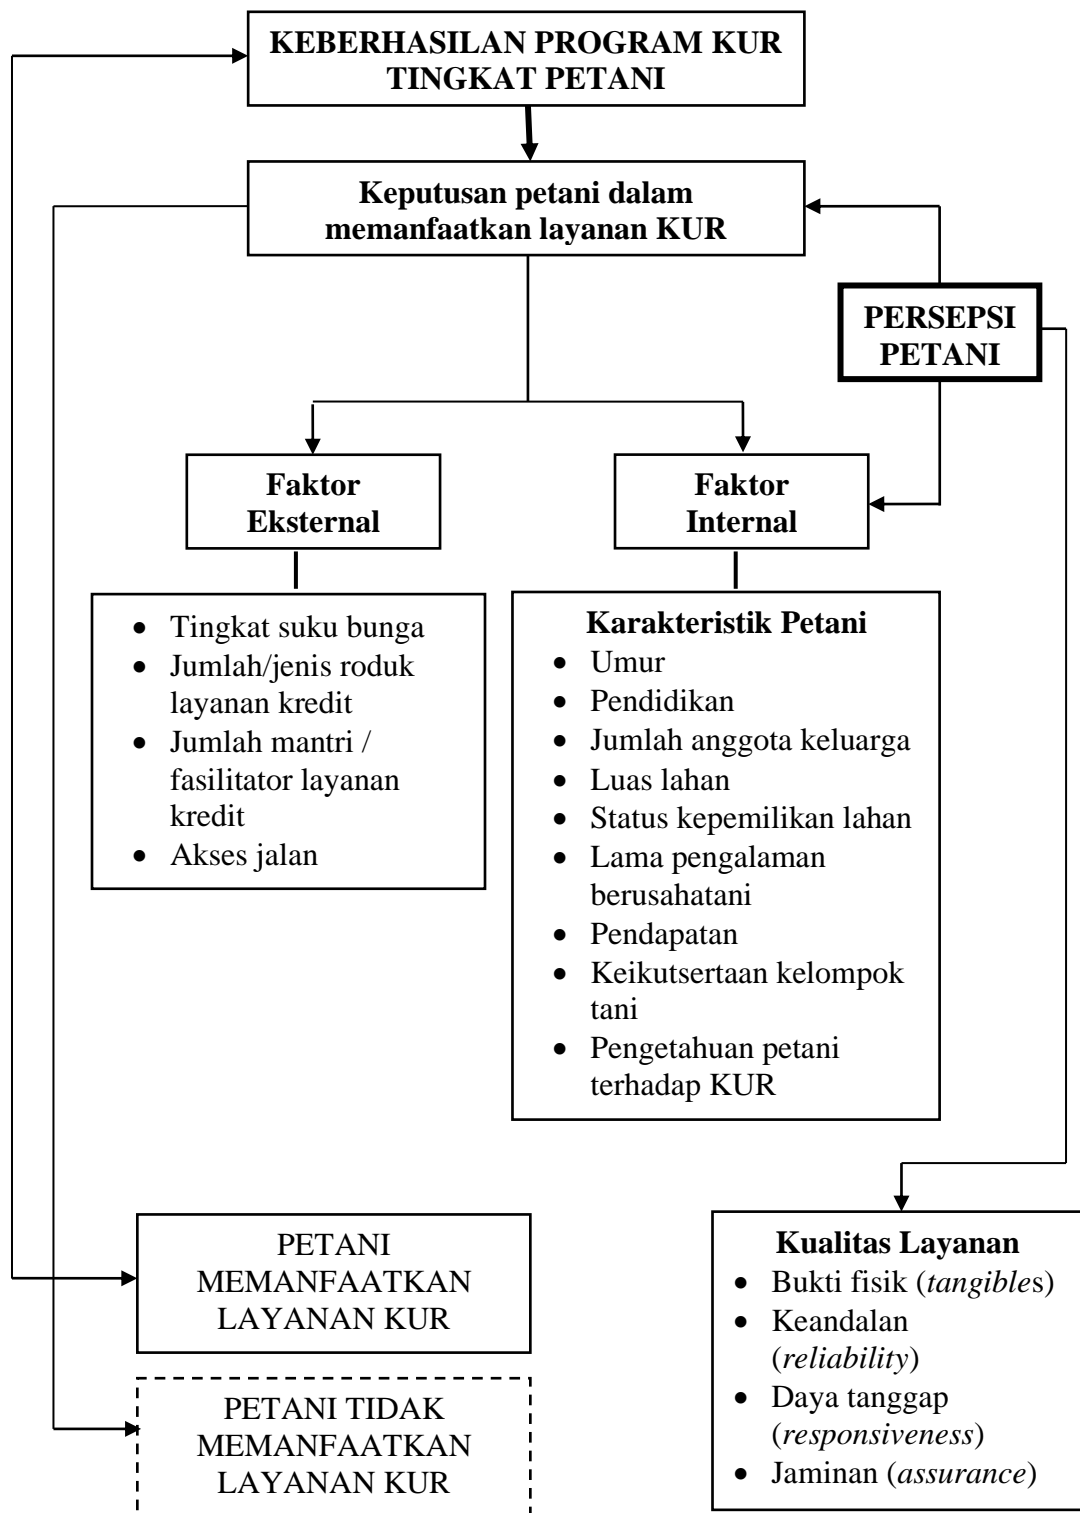 KEBERHASILAN PROGRAM KUR
TINGKAT PETANI
Keputusan petani dalam
memanfaatkan layanan KUR
PERSEPSI
PETANI
Faktor
Eksternal
Faktor
Internal
• Tingkat suku bunga
• Jumlah/jenis roduk
layanan kredit
• Jumlah mantri /
fasilitator layanan
kredit
• Akses jalan
Karakteristik Petani
• Umur
• Pendidikan
• Jumlah anggota keluarga
• Luas lahan
• Status kepemilikan lahan
• Lama pengalaman
berusahatani
• Pendapatan
• Keikutsertaan kelompok
tani
• Pengetahuan petani
terhadap KUR
PETANI
MEMANFAATKAN
LAYANAN KUR
PETANI TIDAK
MEMANFAATKAN
LAYANAN KUR
Kualitas Layanan
• Bukti fisik (tangibles)
• Keandalan
(reliability)
• Daya tanggap
(responsiveness)
• Jaminan (assurance)